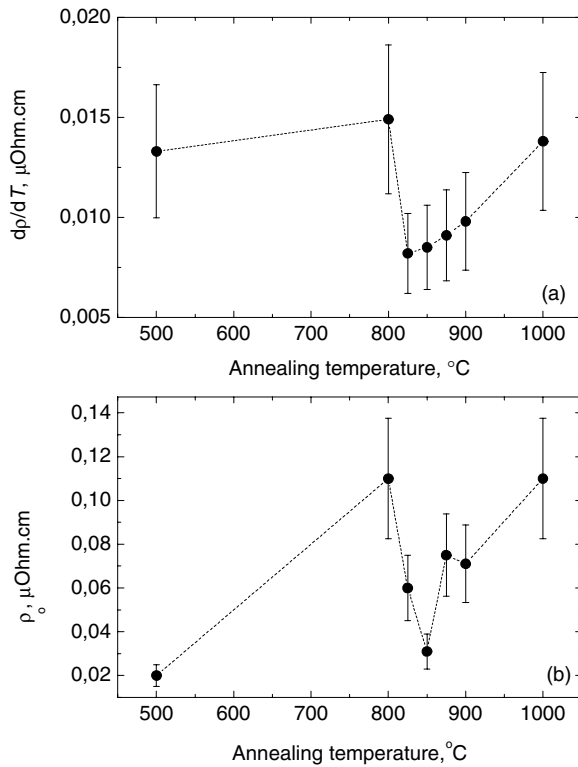 0,020
0,015
0,010
0,005
dρ/dT, µOhm.cm
(a)
500 600 700 800 900 1000
Annealing temperature, °C
0,14
0,12
0,10
0,08
0,06
0,04
0,02
ρo, µOhm.cm
(b)
500 600 700 800 900 1000
Annealing temperature,°C